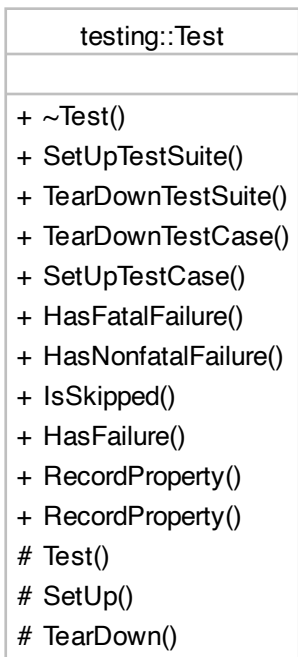 testing::Test
+ ~Test()
+ SetUpTestSuite()
+ TearDownTestSuite()
+ TearDownTestCase()
+ SetUpTestCase()
+ HasFatalFailure()
+ HasNonfatalFailure()
+ IsSkipped()
+ HasFailure()
+ RecordProperty()
+ RecordProperty()
# Test()
# SetUp()
# TearDown()